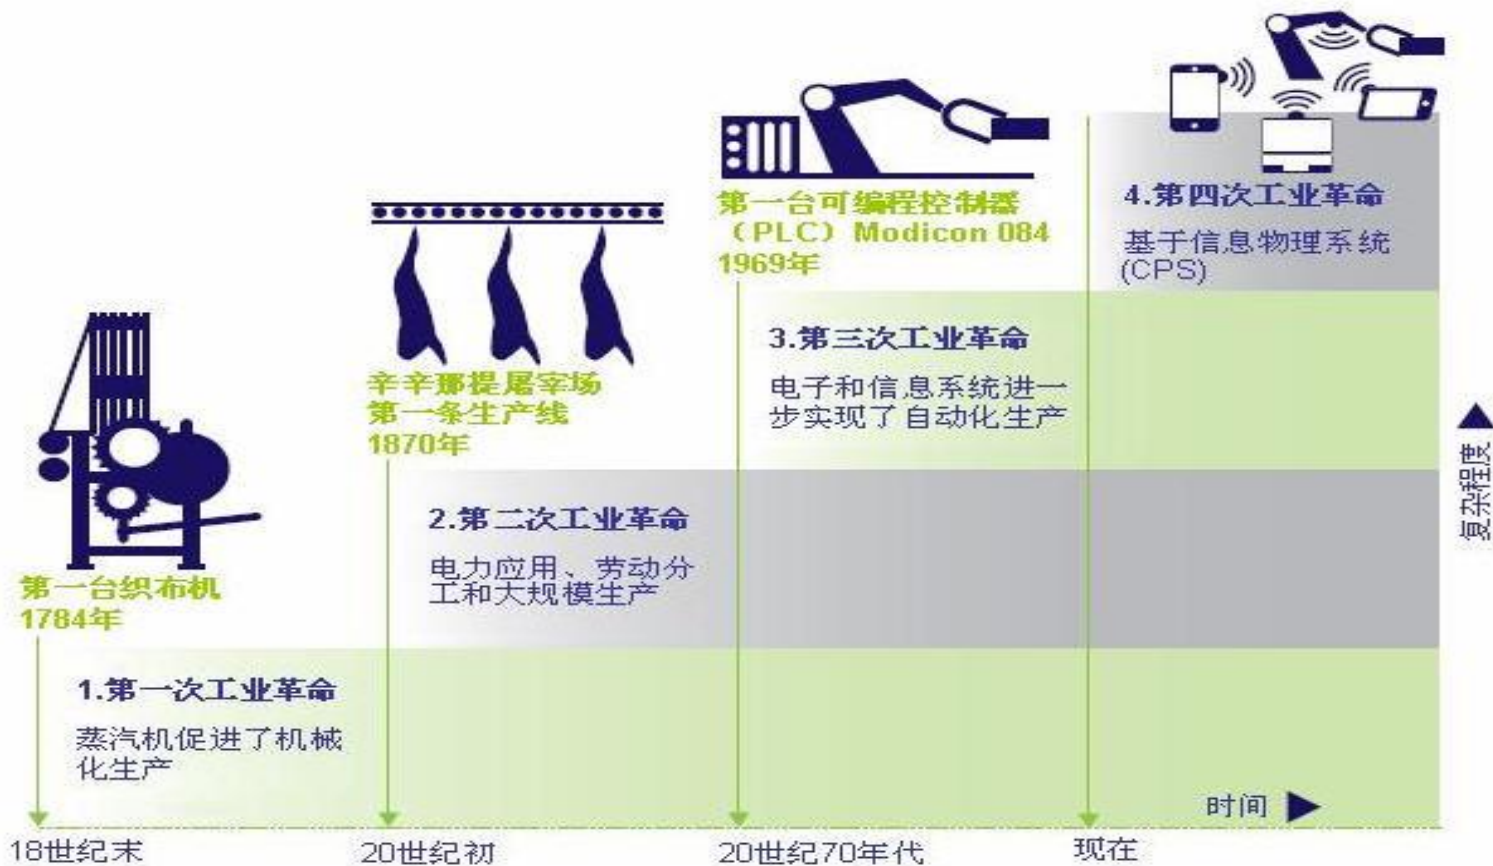 第一台可编程控制器
（PLC）Modicon 084
1969年
4.第四次工业革命
基于信息物理系统
(CPS)
3.第三次工业革命
电子和信息系统进一
步实现了自动化生产
辛辛那提屠宰场
第一条生产线
1870年
2.第二次工业革命
电力应用、劳动分
工和大规模生产
第一台织布机
1784年
1.第一次工业革命
蒸汽机促进了机械
化生产
复杂程度
时间
18世纪末
20世纪初
20世纪70年代
现在